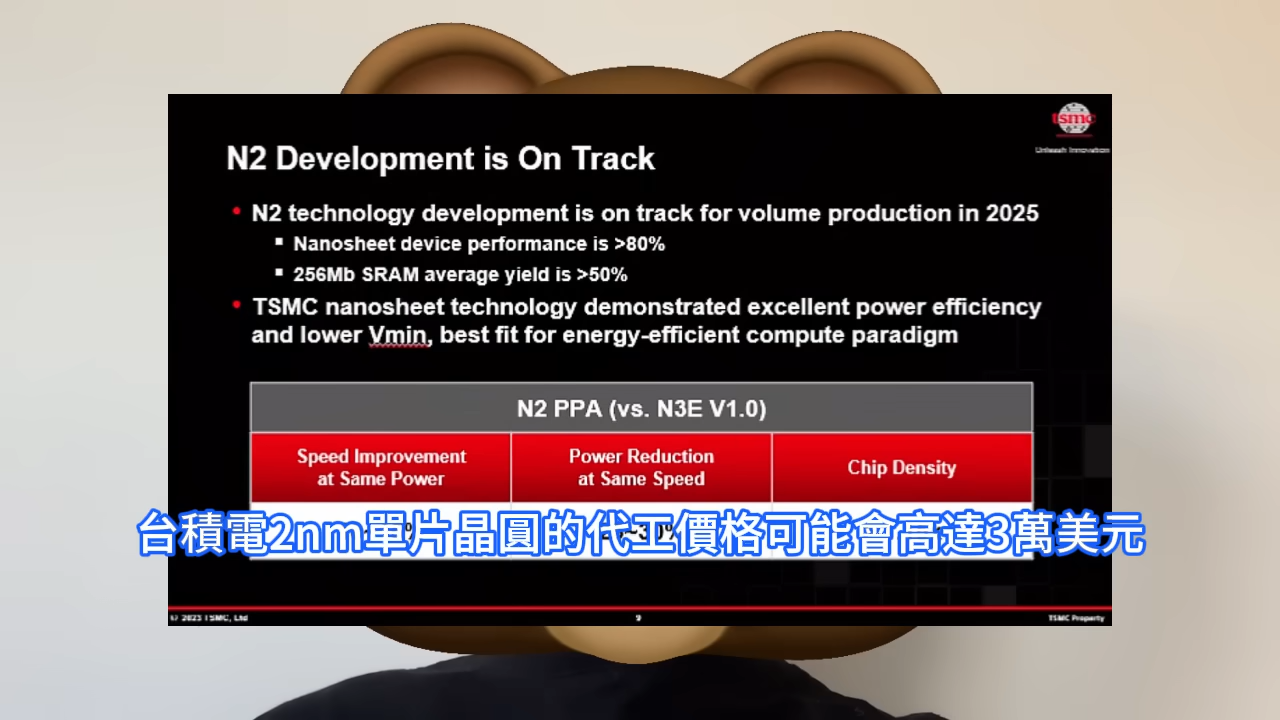 tsmc
Unleash Innovation
N2 Development is On Track
• N2 technology development is on track for volume production in 2025
▪ Nanosheet device performance is >80%
▪ 256Mb SRAM average yield is >50%
• TSMC nanosheet technology demonstrated excellent power efficiency
and lower Vmin, best fit for energy-efficient compute paradigm
N2 PPA (vs. N3E V1.0)
Speed Improvement
at Same Power
Power Reduction
at Same Speed
Chip Density
台積電2nm單片晶圓的代工價格可能會高達3萬美元
© 2023 TSMC, Ltd
9
TSMC Property